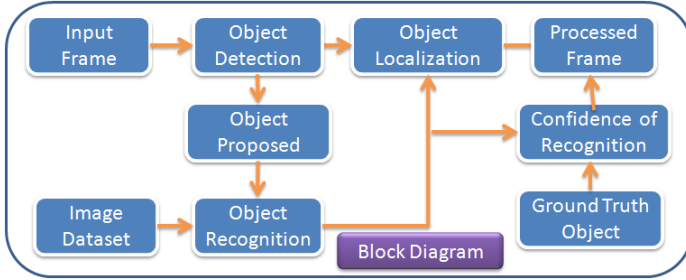 Input
Frame
Object
Detection
Object
Localization
Processed
Frame
Object
Proposed
Confidence of
Recognition
Image
Dataset
Object
Recognition
Ground Truth
Object
Block Diagram